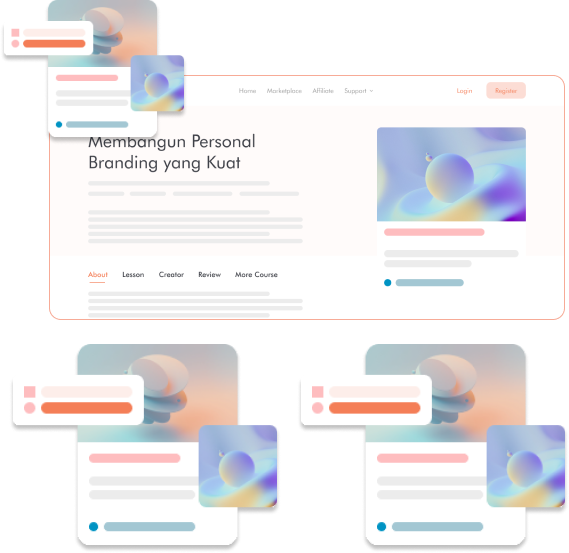 Home Marketplace Affiliate Support Login Register
Membangun Personal
Branding yang Kuat
About Lesson Creator Review More Course